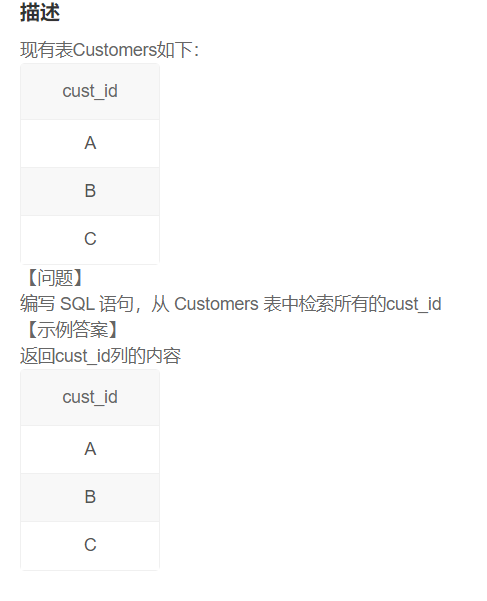 描述
现有表Customers如下：
cust_id
A
B
C
【问题】
编写 SQL 语句，从 Customers 表中检索所有的cust_id
【示例答案】
返回cust_id列的内容
cust_id
A
B
C